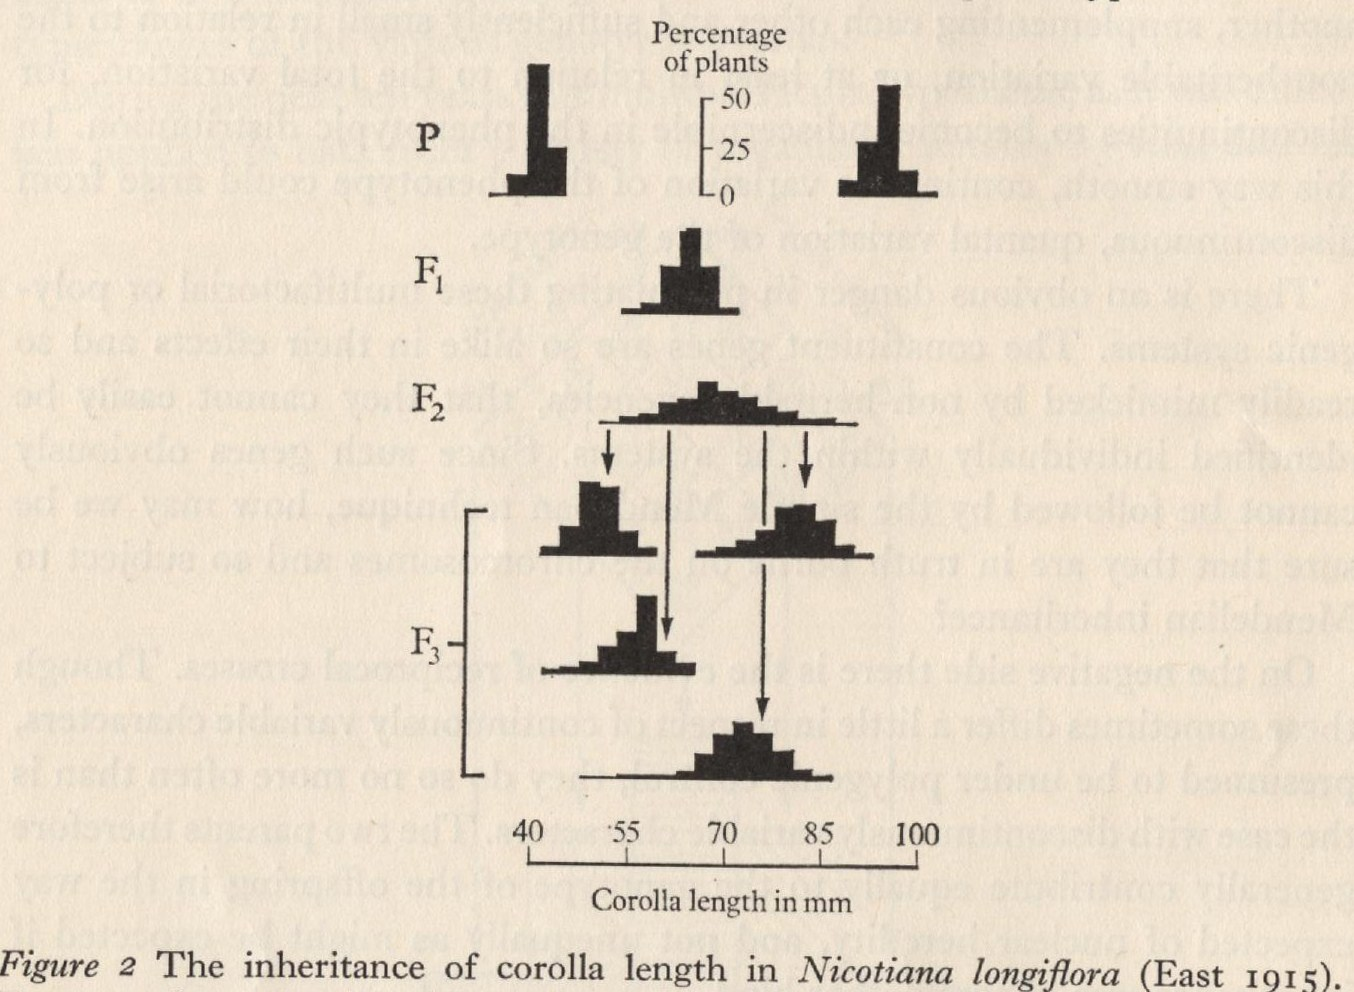 Percentage
of plants
P
50
25
0
F1
F2
F3
40 55 70 85 100
Corolla length in mm
Figure 2 The inheritance of corolla length in Nicotiana longiflora (East 1915).